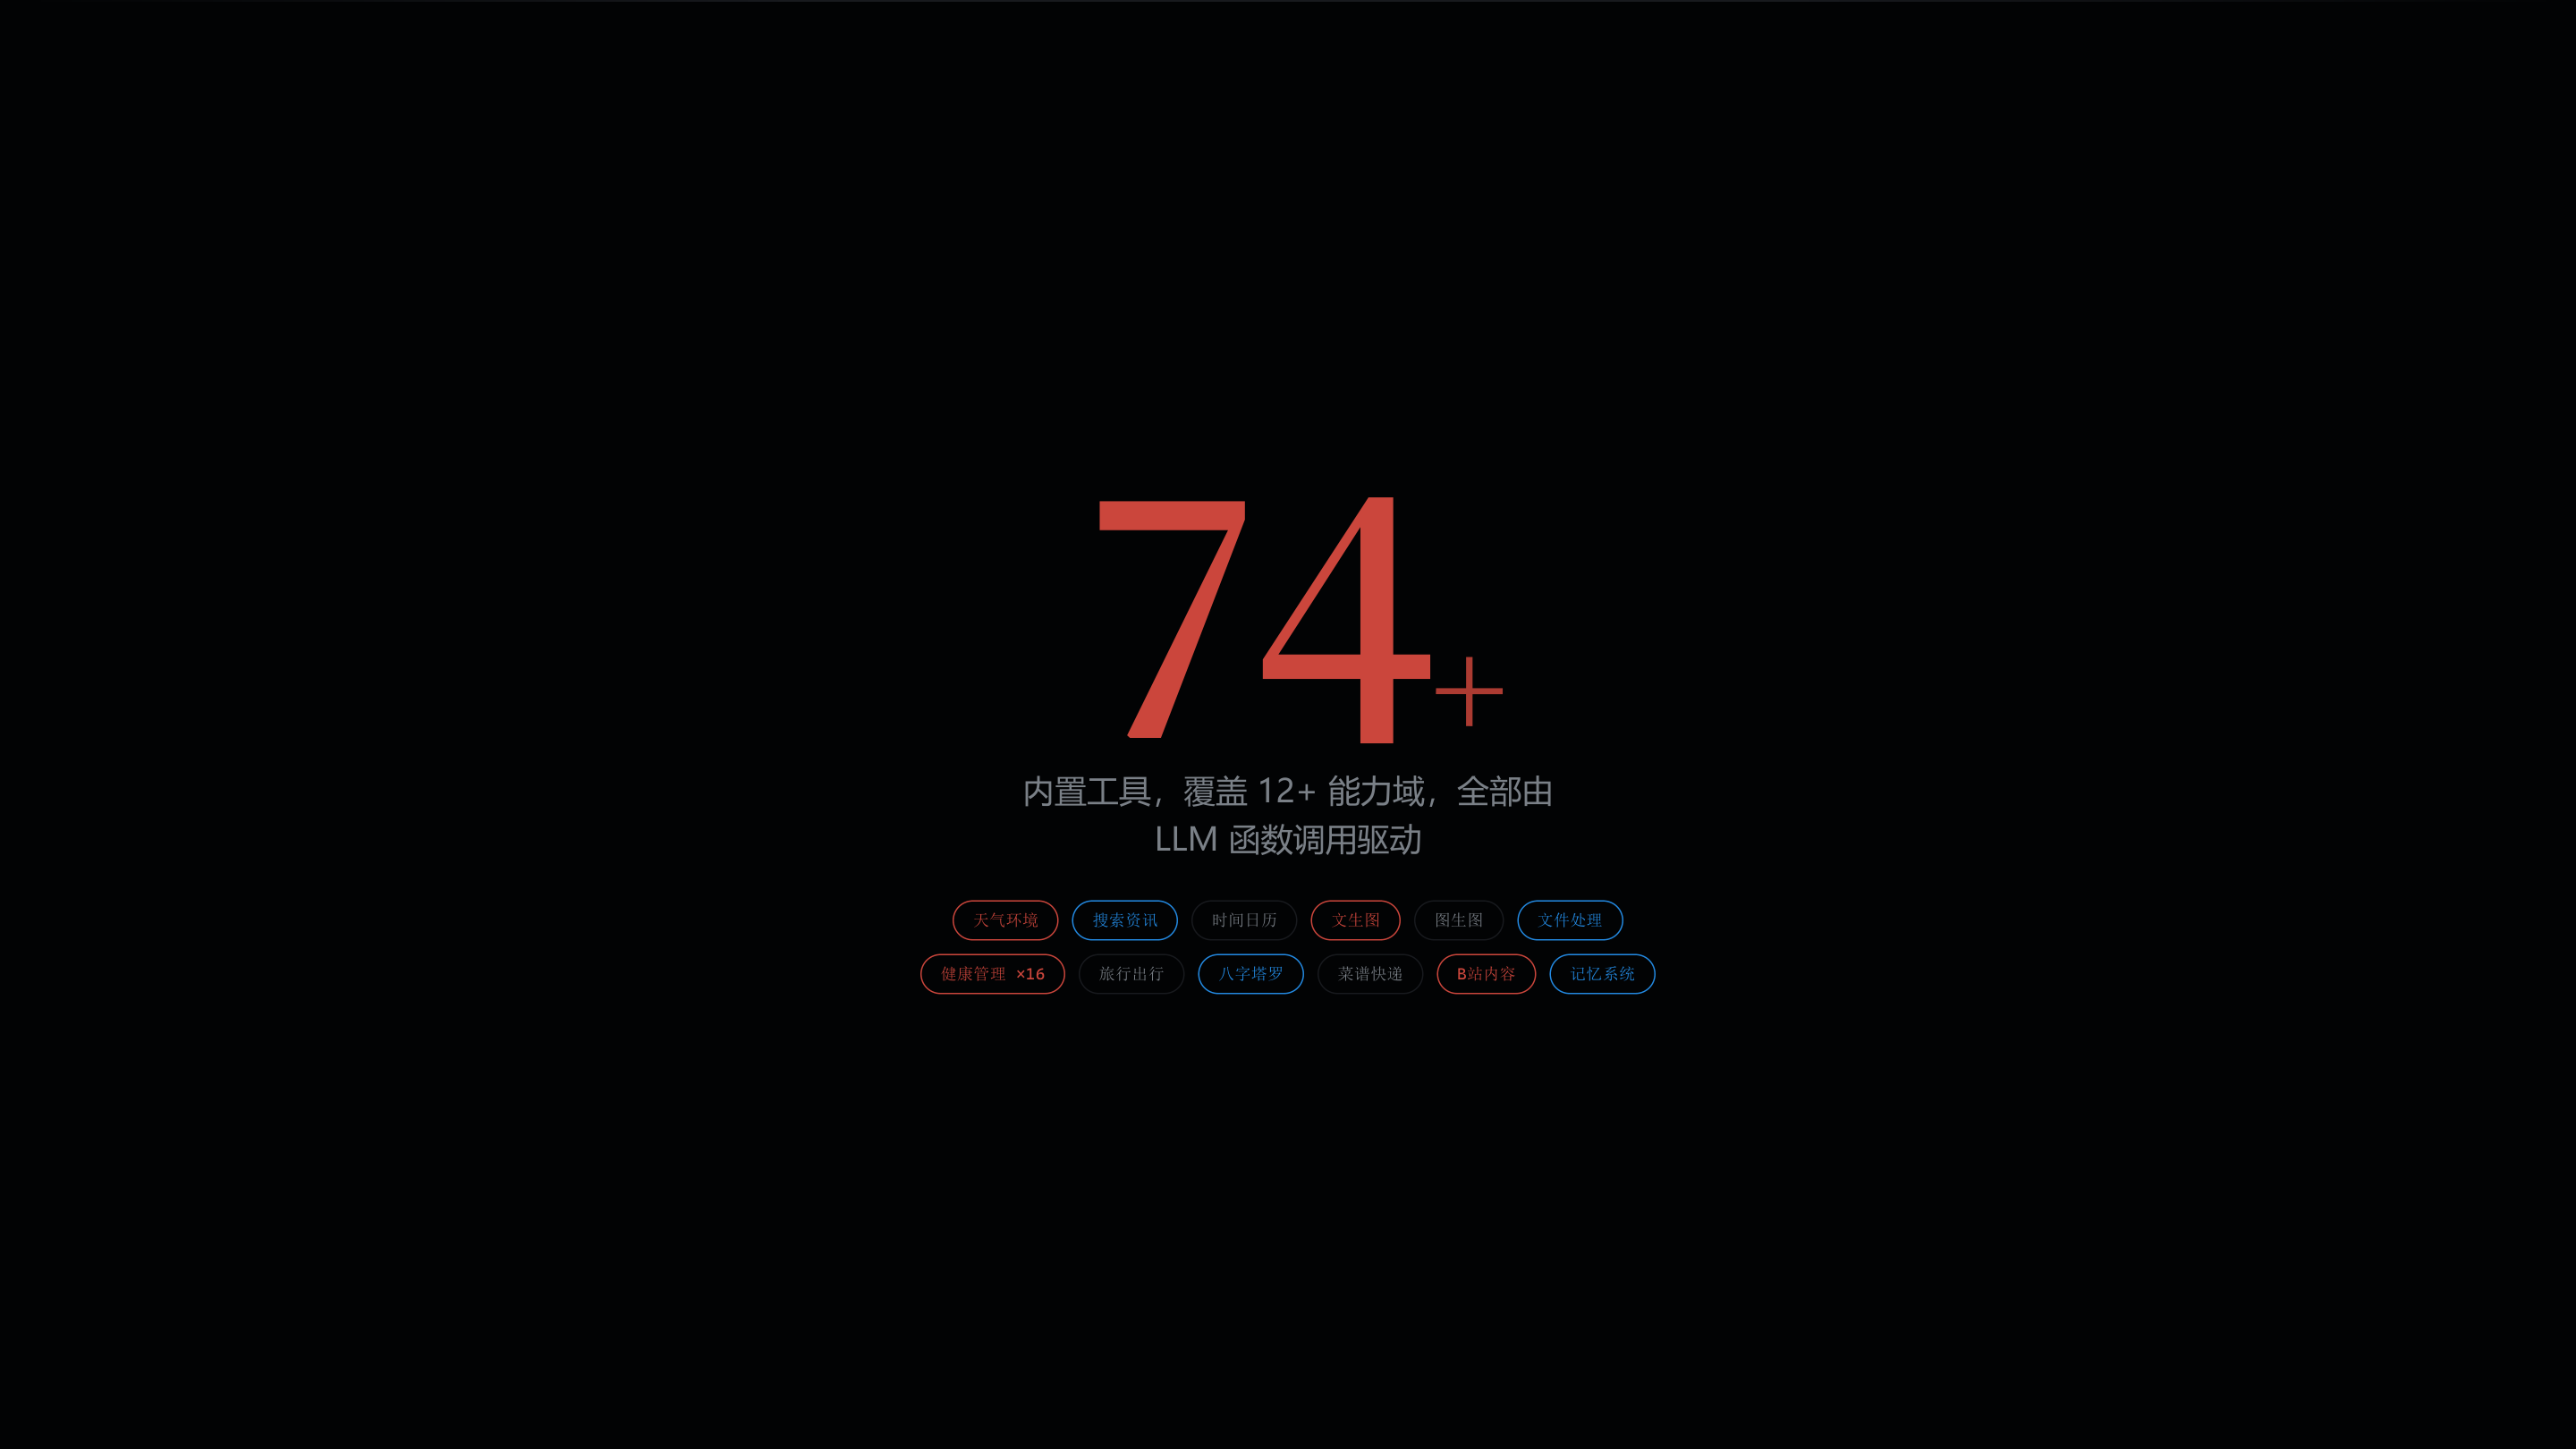 74+
内置工具，覆盖 12+ 能力域，全部由
LLM 函数调用驱动
天气环境 搜索资讯 时间日历 文生图 图生图 文件处理
健康管理 ×16 旅行出行 八字塔罗 菜谱快递 B站内容 记忆系统